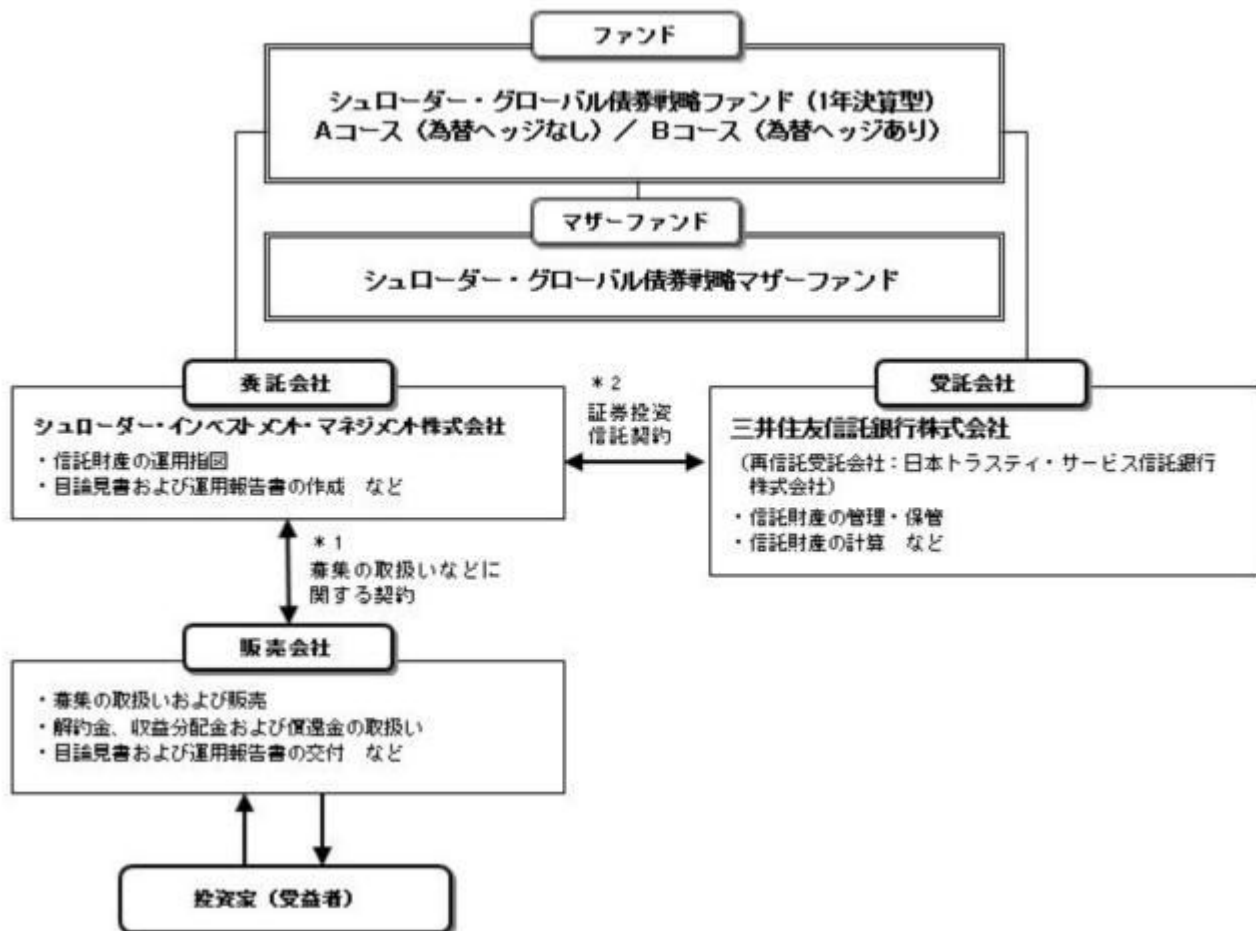 ファンド
シュローダー・グローバル債券戦略ファンド（1年決算型）
Aコース（為替ヘッジなし）／ Bコース（為替ヘッジあり）
マザーファンド
シュローダー・グローバル債券戦略マザーファンド
委託会社
シュローダー・インベストメント・マネジメント株式会社
・信託財産の運用指図
・目論見書および運用報告書の作成　など
＊2
証券投資
信託契約
受託会社
三井住友信託銀行株式会社
（再信託受託会社：日本トラスティ・サービス信託銀行
株式会社）
・信託財産の管理・保管
・信託財産の計算　など
＊1
募集の取扱いなどに
関する契約
販売会社
・募集の取扱いおよび販売
・解約金、収益分配金および償還金の取扱い
・目論見書および運用報告書の交付　など
投資家（受益者）